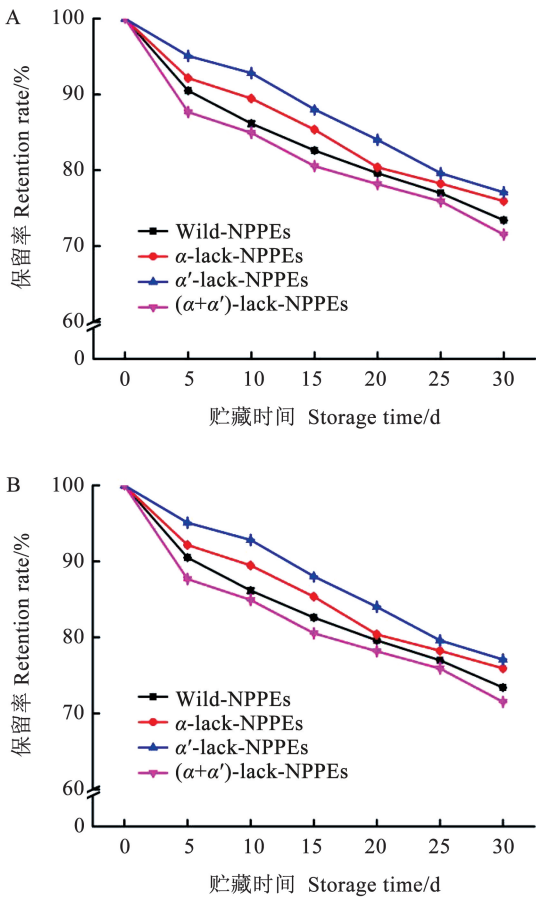 A
100
90
80
70
60
0
保留率 Retention rate/%
Wild-NPPEs
α-lack-NPPEs
α′-lack-NPPEs
(α+α′)-lack-NPPEs
0 5 10 15 20 25 30
贮藏时间 Storage time/d
B
100
90
80
70
60
0
保留率 Retention rate/%
Wild-NPPEs
α-lack-NPPEs
α′-lack-NPPEs
(α+α′)-lack-NPPEs
0 5 10 15 20 25 30
贮藏时间 Storage time/d